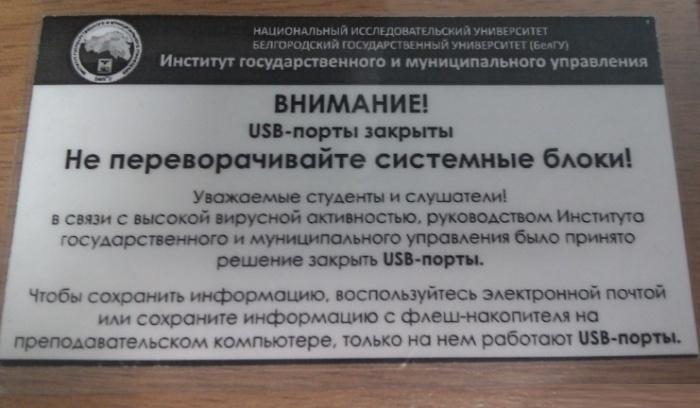 НАЦИОНАЛЬНЫЙ ИССЛЕДОВАТЕЛЬСКИЙ УНИВЕРСИТЕТ
БЕЛГОРОДСКИЙ ГОСУДАРСТВЕННЫЙ УНИВЕРСИТЕТ (БелГУ)
Институт государственного и муниципального управления
ВНИМАНИЕ!
USB-порты закрыты
Не переворачивайте системные блоки!
Уважаемые студенты и слушатели!
в связи с высокой вирусной активностью, руководством Института
государственного и муниципального управления было принято
решение закрыть USB-порты.
Чтобы сохранить информацию, воспользуйтесь электронной почтой
или сохраните информацию с флеш-накопителя на
преподавательском компьютере, только на нем работают USB-порты.